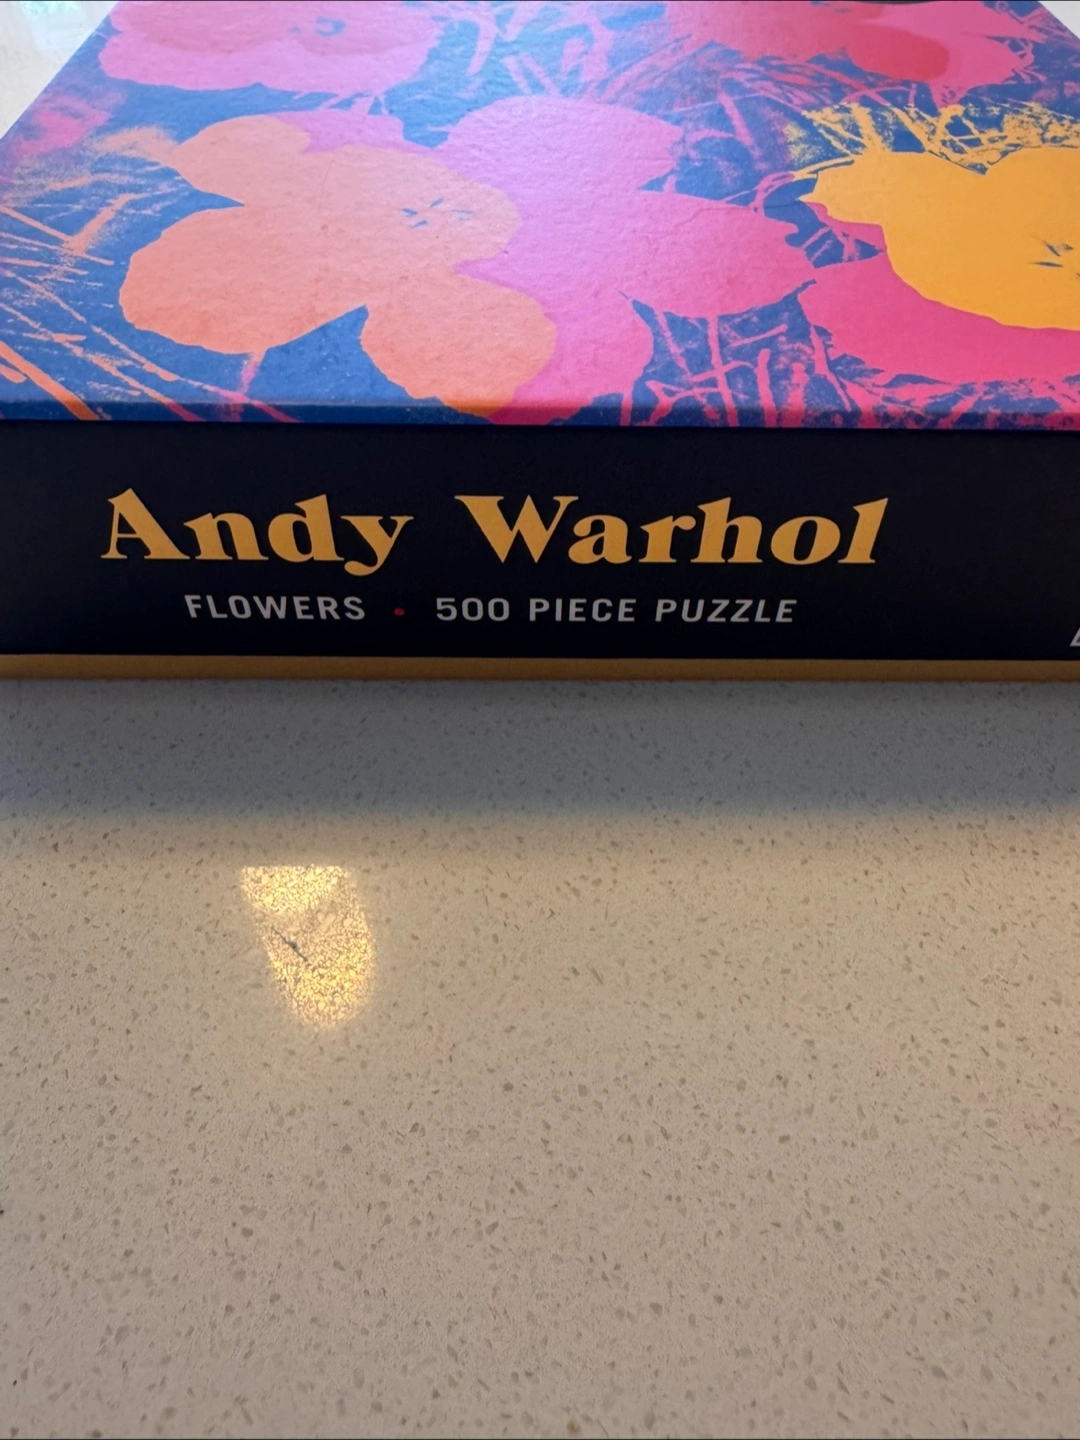 Andy Warhol
FLOWERS • 500 PIECE PUZZLE